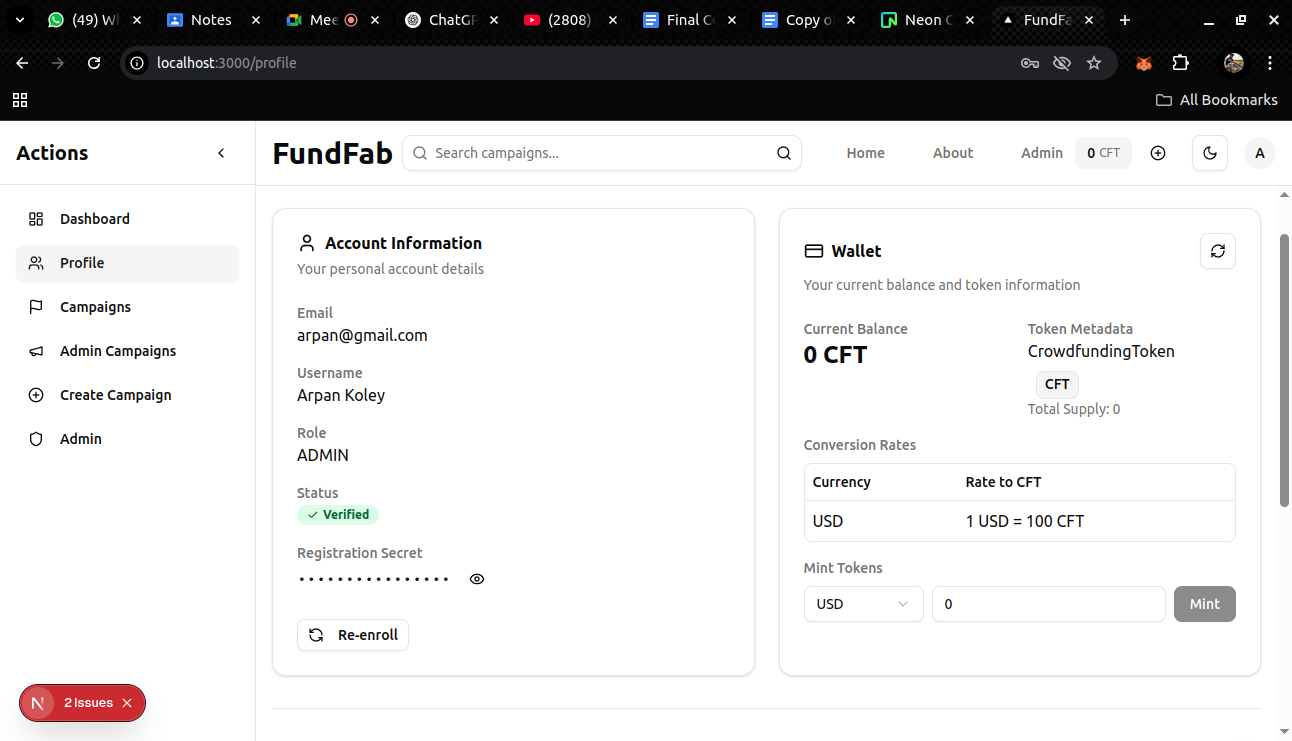 (49) Wh
Notes
Mee
ChatGP
(2808)
Final C
Copy o
Neon C
FundFa
localhost:3000/profile
All Bookmarks
Actions
FundFab
Search campaigns...
Home
About
Admin
0 CFT
A
Dashboard
Profile
Campaigns
Admin Campaigns
Create Campaign
Admin
Account Information
Your personal account details
Email
arpan@gmail.com
Username
Arpan Koley
Role
ADMIN
Status
Verified
Registration Secret
••••••••••••••••
Re-enroll
Wallet
Your current balance and token information
Current Balance
0 CFT
Token Metadata
CrowdfundingToken
CFT
Total Supply: 0
Conversion Rates
Currency Rate to CFT
USD 1 USD = 100 CFT
Mint Tokens
USD 0 Mint
N 2 Issues